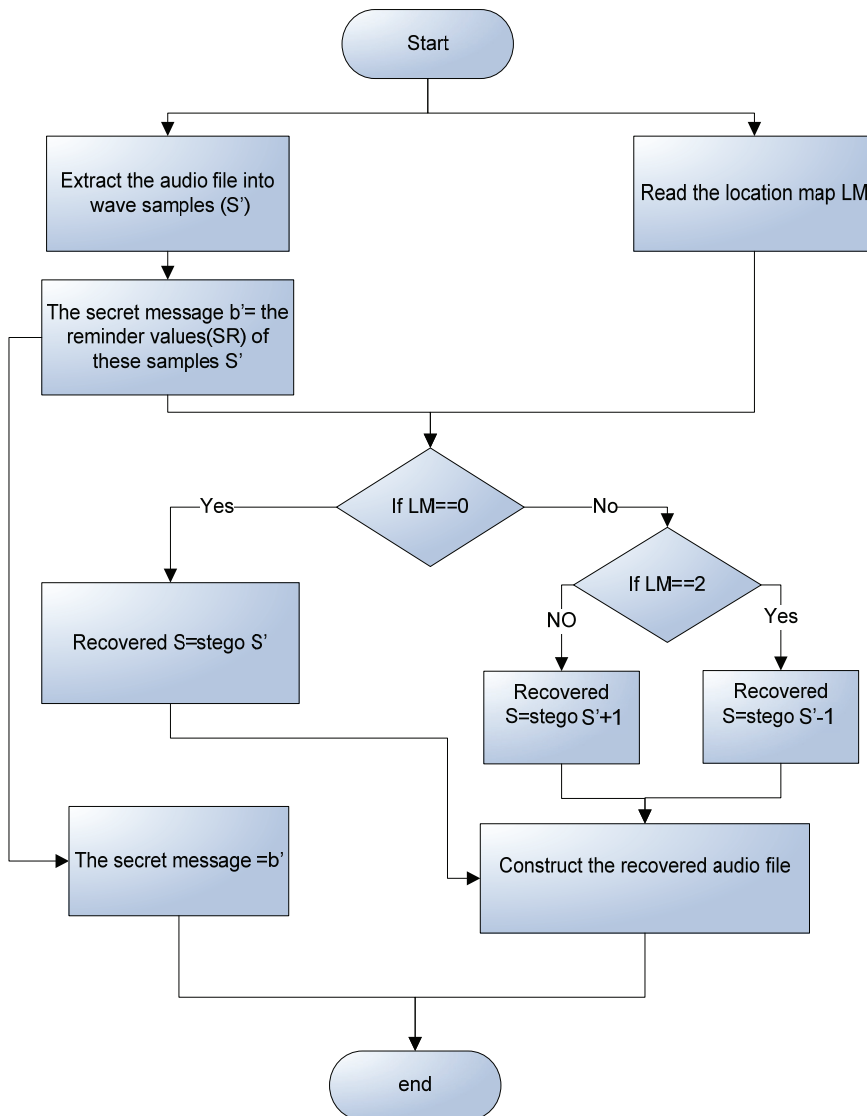 Start
Extract the audio file into
wave samples (S’)
Read the location map LM
The secret message b’= the
reminder values(SR) of
these samples S’
If LM==0
Yes
No
If LM==2
NO
Yes
Recovered S=stego S’
Recovered
S=stego S’+1
Recovered
S=stego S’-1
The secret message =b’
Construct the recovered audio file
end